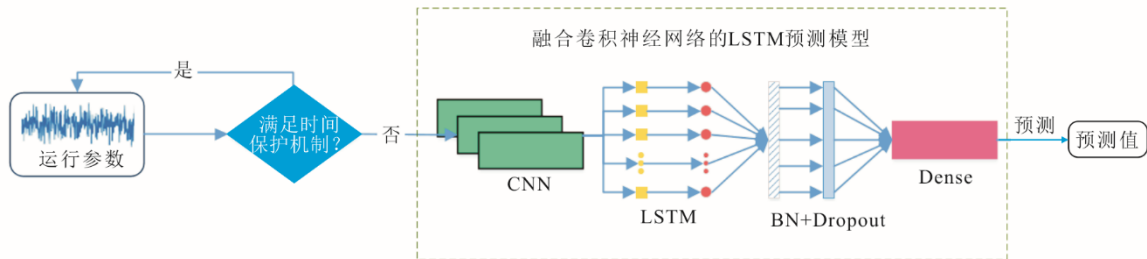 融合卷积神经网络的LSTM预测模型
是
运行参数
满足时间
保护机制？
否
CNN
LSTM
BN+Dropout
Dense
预测
预测值